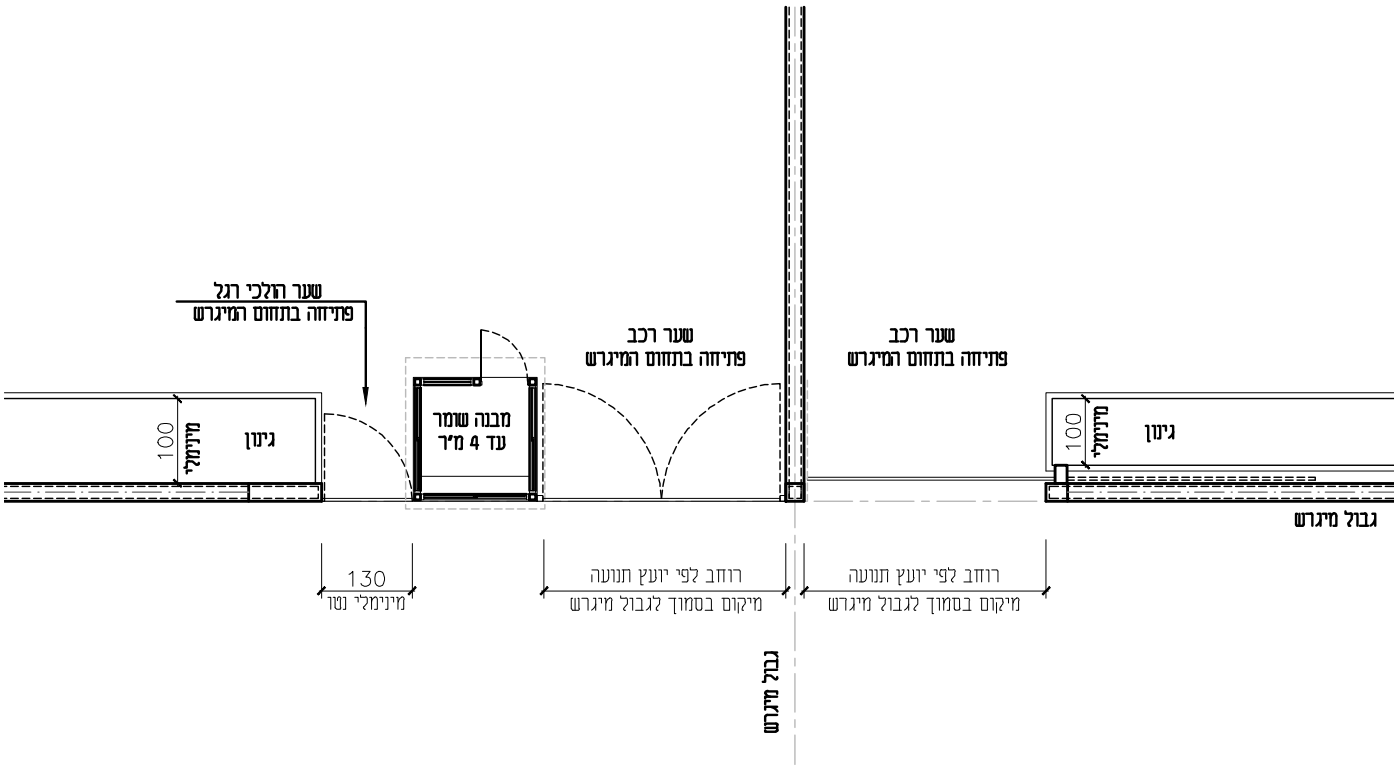 שער הולכי רגל
פתיחה בתחום המיגרש
שער רכב
פתיחה בתחום המיגרש
שער רכב
פתיחה בתחום המיגרש
גינון
מינימלי
100
מבנה שומר
עד 4 מ"ר
גינון
מינימלי
100
גבול מיגרש
רוחב לפי יועץ תנועה
מיקום בסמוך לגבול מיגרש
רוחב לפי יועץ תנועה
מיקום בסמוך לגבול מיגרש
130
מינימלי נטו
גבול מיגרש